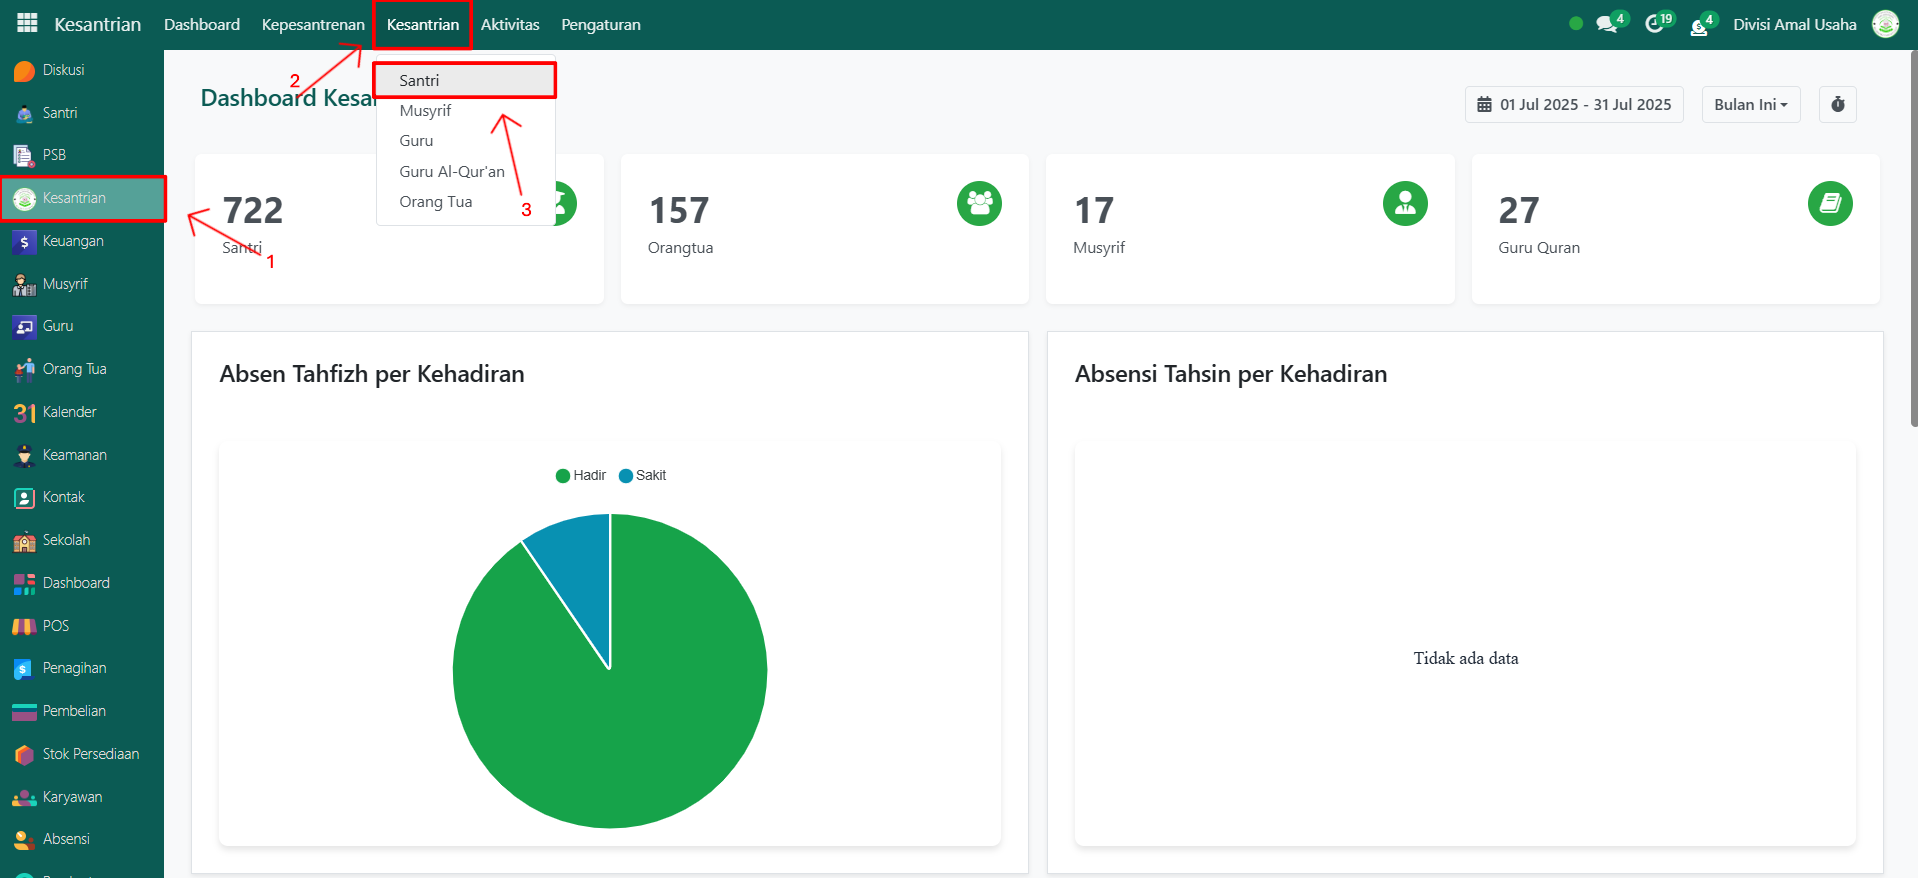 Kesantrian Dashboard Kepesantrenan Kesantrian Aktivitas Pengaturan 4 19 4 Divisi Amal Usaha
Diskusi
Santri
PSB
Kesantrian
Keuangan
Musyrif
Guru
Orang Tua
31 Kalender
Keamanan
Kontak
Sekolah
Dashboard
POS
Penagihan
Pembelian
Stok Persediaan
Karyawan
Absensi
2
Santri
Musyrif
Guru
Guru Al-Qur'an
Orang Tua
3
1
Dashboard Kesa
01 Jul 2025 - 31 Jul 2025 Bulan Ini
722
Santri
157
Orangtua
17
Musyrif
27
Guru Quran
Absen Tahfizh per Kehadiran
Hadir Sakit
Absensi Tahsin per Kehadiran
Tidak ada data